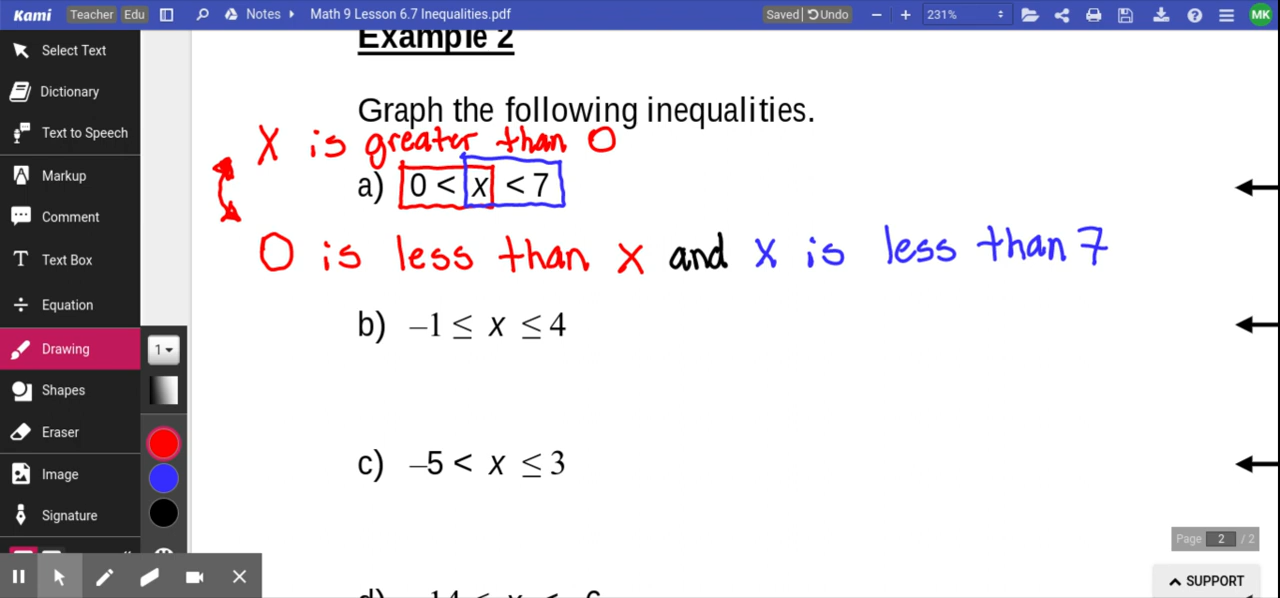 Kami Teacher Edu Notes Math 9 Lesson 6.7 Inequalities.pdf Saved Undo 231% MK
Select Text
Dictionary
Text to Speech
Markup
Comment
Text Box
Equation
Drawing
Shapes
Eraser
Image
Signature
1
Example 2
Graph the following inequalities.
X is greater than 0
a) 0 < x < 7
0 is less than x and x is less than 7
b) –1 ≤ x ≤ 4
c) –5 < x ≤ 3
Page 2 / 2
SUPPORT